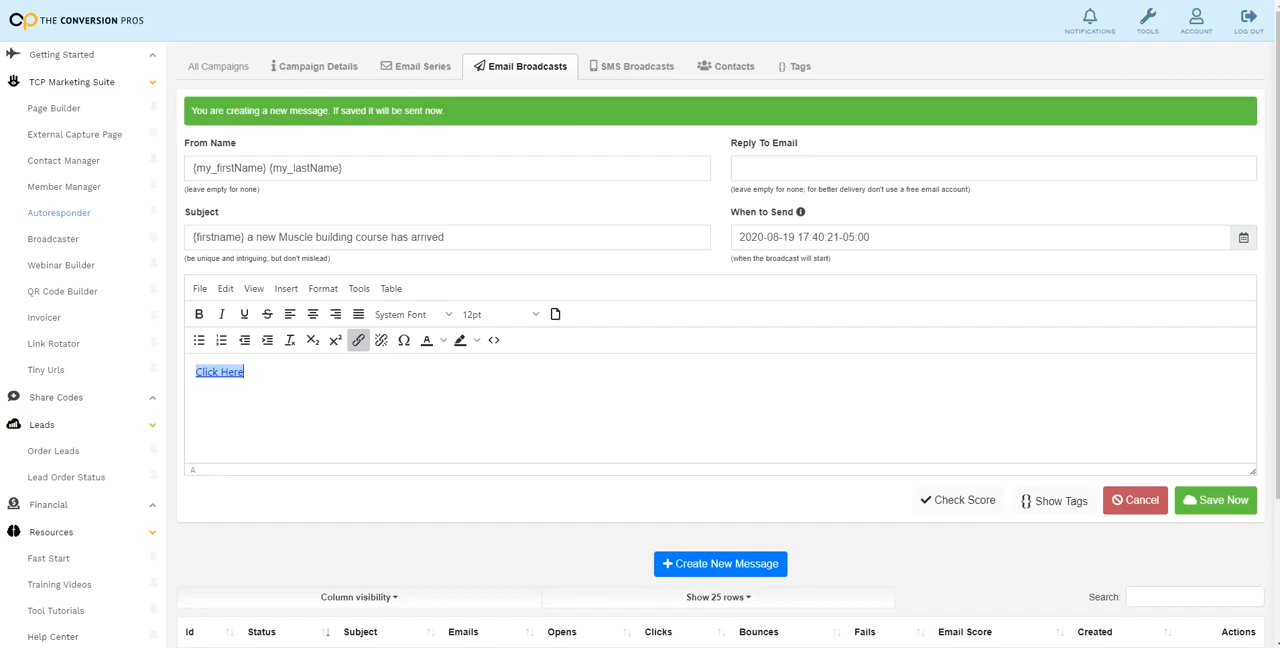 THE CONVERSION PROS
NOTIFICATIONS TOOLS ACCOUNT LOG OUT
Getting Started
TCP Marketing Suite
Page Builder
External Capture Page
Contact Manager
Member Manager
Autoresponder
Broadcaster
Webinar Builder
QR Code Builder
Invoicer
Link Rotator
Tiny Urls
Share Codes
Leads
Order Leads
Lead Order Status
Financial
Resources
Fast Start
Training Videos
Tool Tutorials
Help Center
All Campaigns Campaign Details Email Series Email Broadcasts SMS Broadcasts Contacts {} Tags
You are creating a new message. If saved it will be sent now.
From Name
{my_firstName} {my_lastName}
(leave empty for none)
Reply To Email
(leave empty for none; for better delivery don't use a free email account)
Subject
{firstname} a new Muscle building course has arrived
(be unique and intriguing, but don't mislead)
When to Send
2020-08-19 17:40:21-05:00
(when the broadcast will start)
File Edit View Insert Format Tools Table
B I U S System Font 12pt
X₂ X² Ω A <>
Click Here
A
Check Score {} Show Tags Cancel Save Now
+ Create New Message
Column visibility Show 25 rows Search:
Id Status Subject Emails Opens Clicks Bounces Fails Email Score Created Actions